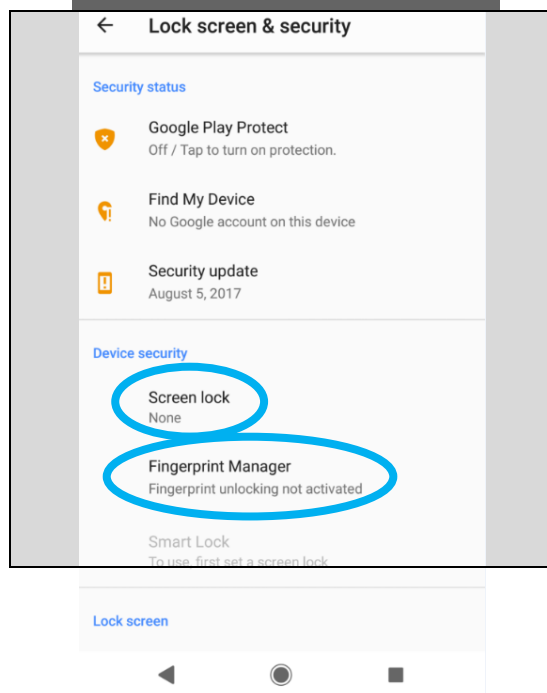 Lock screen & security
Security status
Google Play Protect
Off / Tap to turn on protection.
Find My Device
No Google account on this device
Security update
August 5, 2017
Device security
Screen lock
None
Fingerprint Manager
Fingerprint unlocking not activated
Smart Lock
To use, first set a screen lock
Lock screen